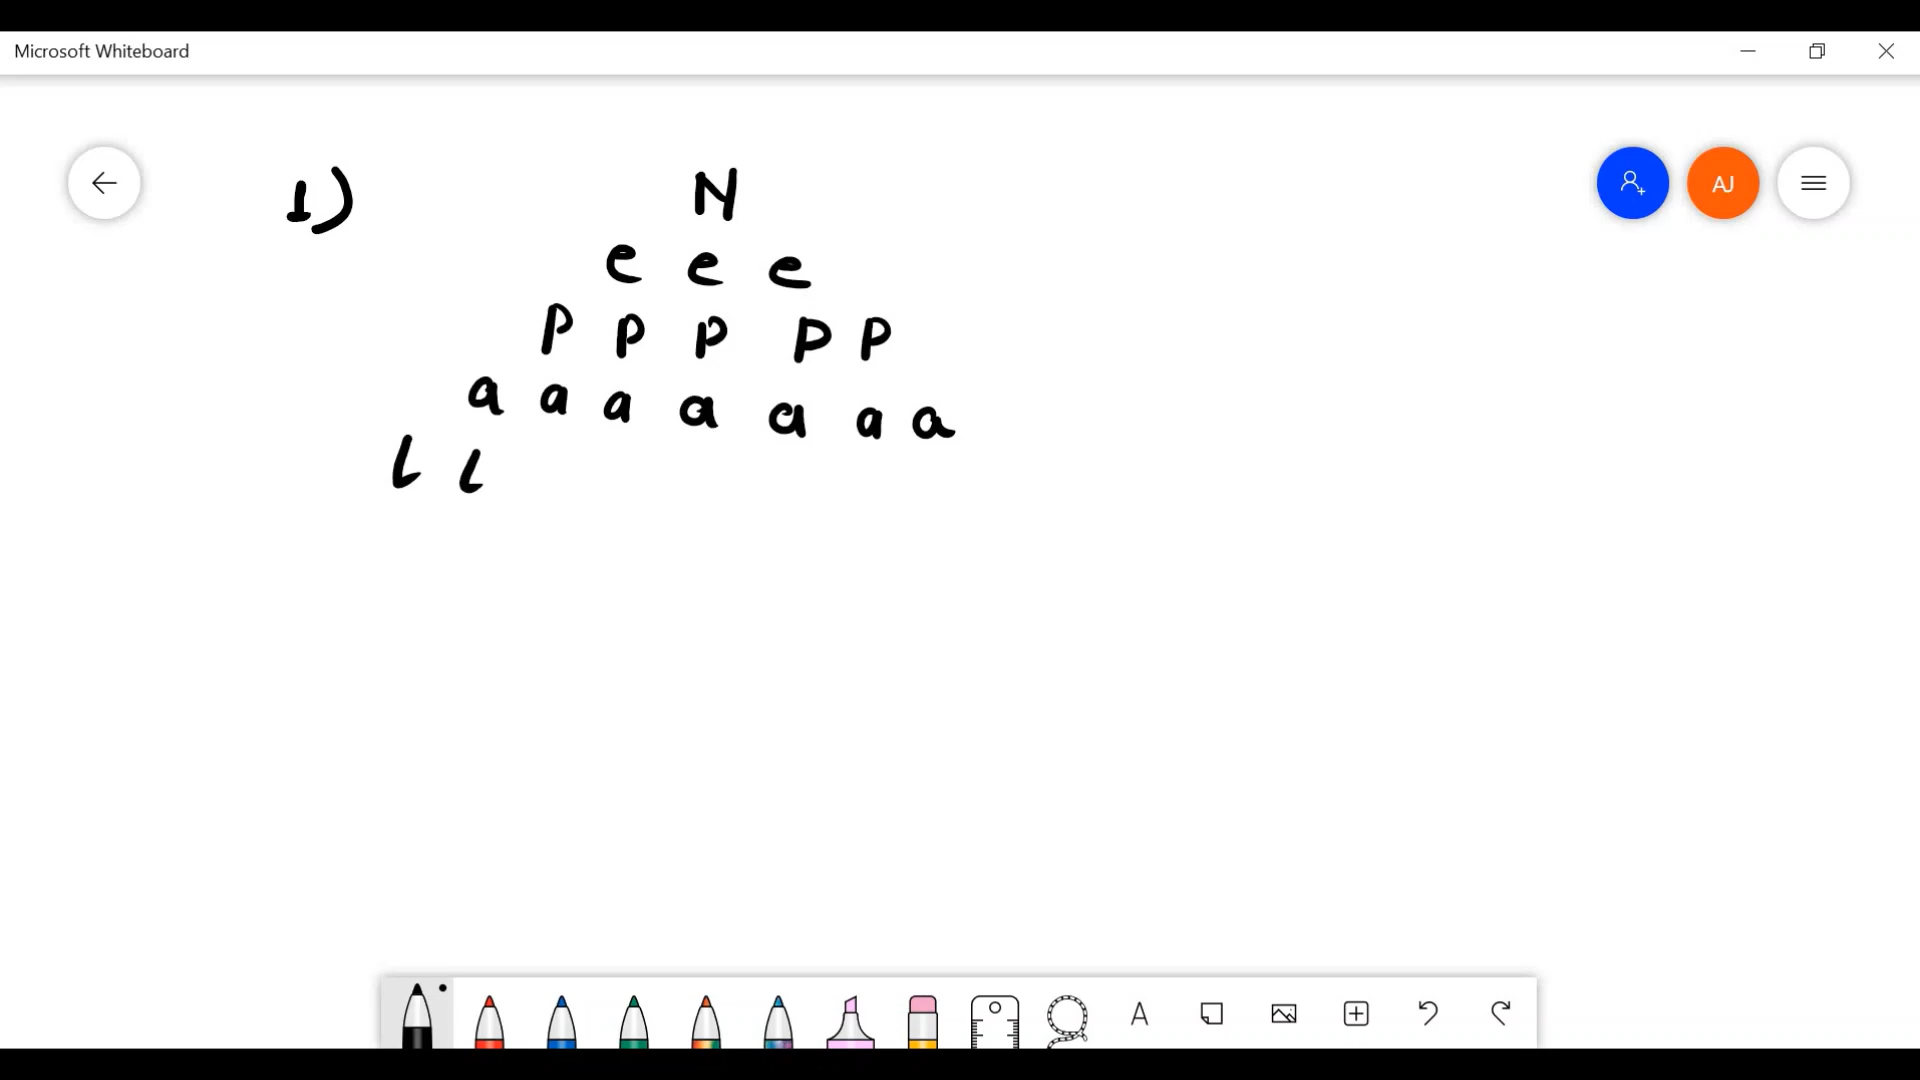 Microsoft Whiteboard
AJ
1) N
e e e
p p p p p
a a a a a a a
l l
A